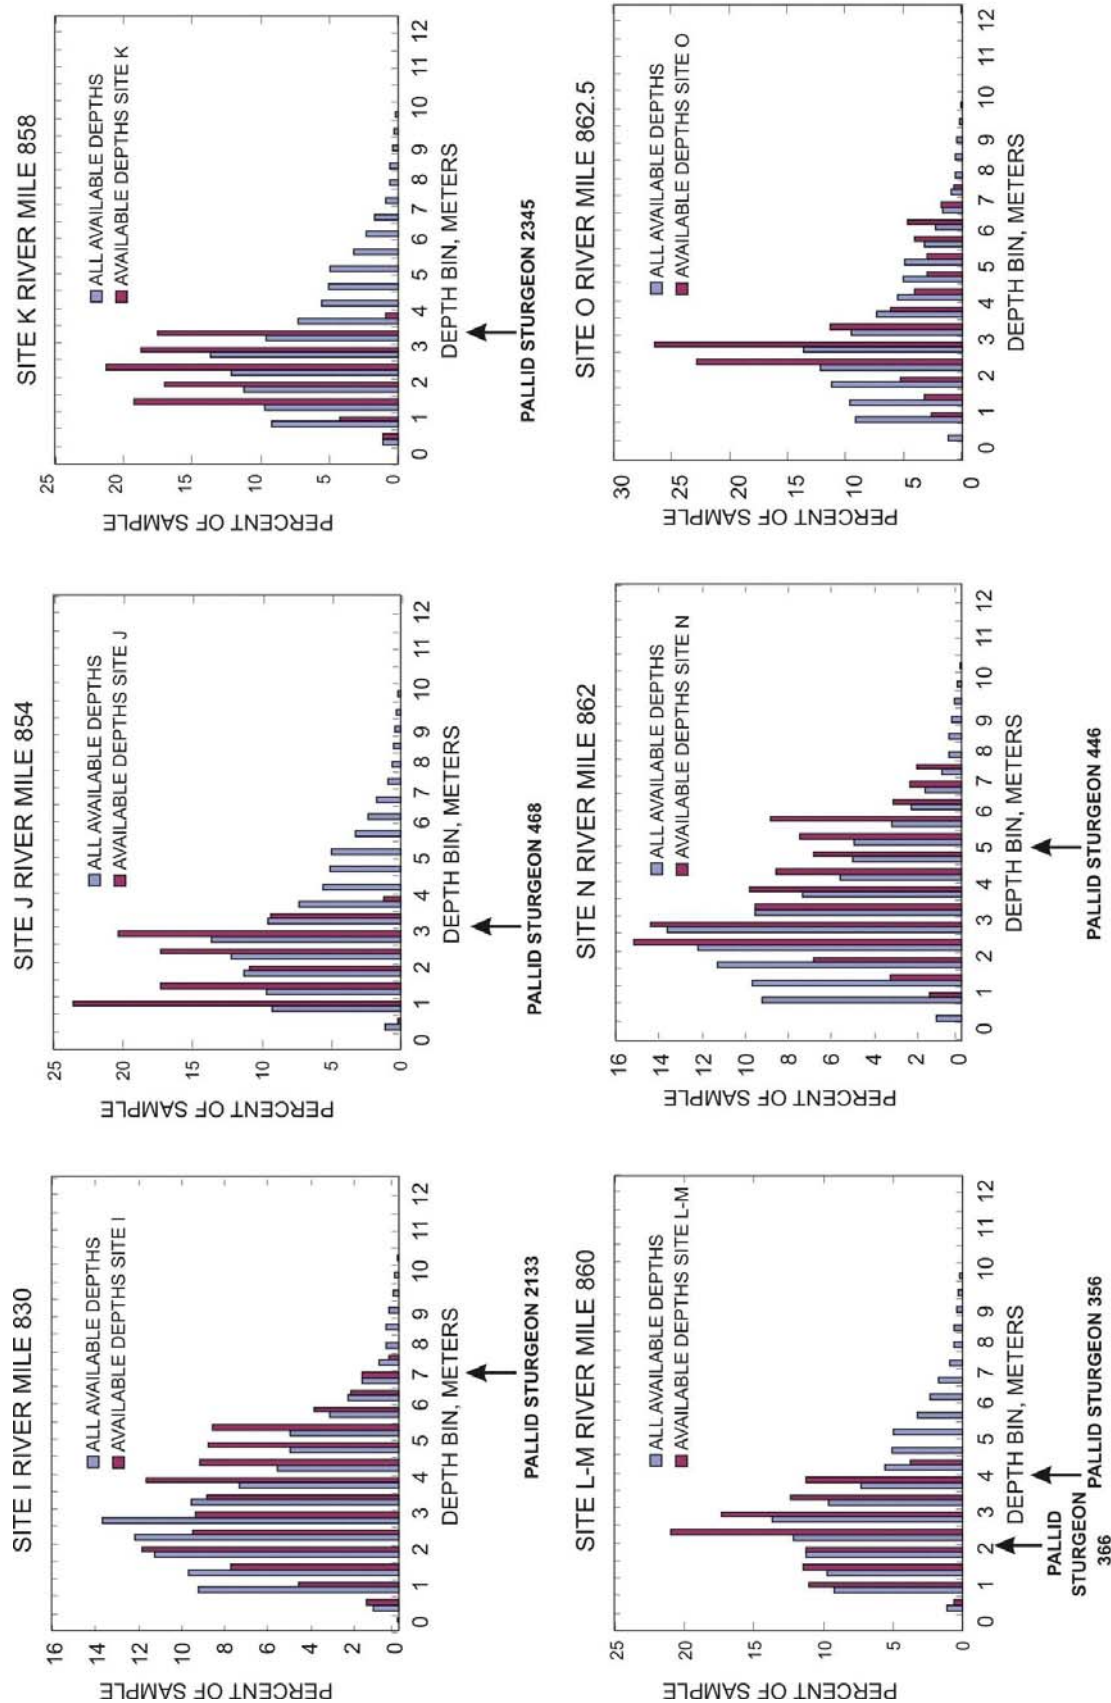 SITE I RIVER MILE 830
ALL AVAILABLE DEPTHS
AVAILABLE DEPTHS SITE I
PERCENT OF SAMPLE
16
14
12
10
8
6
4
2
0
0 1 2 3 4 5 6 7 8 9 10 11 12
DEPTH BIN, METERS
PALLID STURGEON 2133
SITE J RIVER MILE 854
ALL AVAILABLE DEPTHS
AVAILABLE DEPTHS SITE J
PERCENT OF SAMPLE
25
20
15
10
5
0
0 1 2 3 4 5 6 7 8 9 10 11 12
DEPTH BIN, METERS
PALLID STURGEON 468
SITE K RIVER MILE 858
ALL AVAILABLE DEPTHS
AVAILABLE DEPTHS SITE K
PERCENT OF SAMPLE
25
20
15
10
5
0
0 1 2 3 4 5 6 7 8 9 10 11 12
DEPTH BIN, METERS
PALLID STURGEON 2345
SITE L-M RIVER MILE 860
ALL AVAILABLE DEPTHS
AVAILABLE DEPTHS SITE L-M
PERCENT OF SAMPLE
25
20
15
10
5
0
0 1 2 3 4 5 6 7 8 9 10 11 12
DEPTH BIN, METERS
PALLID
STURGEON
366
PALLID STURGEON 356
SITE N RIVER MILE 862
ALL AVAILABLE DEPTHS
AVAILABLE DEPTHS SITE N
PERCENT OF SAMPLE
16
14
12
10
8
6
4
2
0
0 1 2 3 4 5 6 7 8 9 10 11 12
DEPTH BIN, METERS
PALLID STURGEON 446
SITE O RIVER MILE 862.5
ALL AVAILABLE DEPTHS
AVAILABLE DEPTHS SITE O
PERCENT OF SAMPLE
30
25
20
15
10
5
0
0 1 2 3 4 5 6 7 8 9 10 11 12
DEPTH BIN, METERS